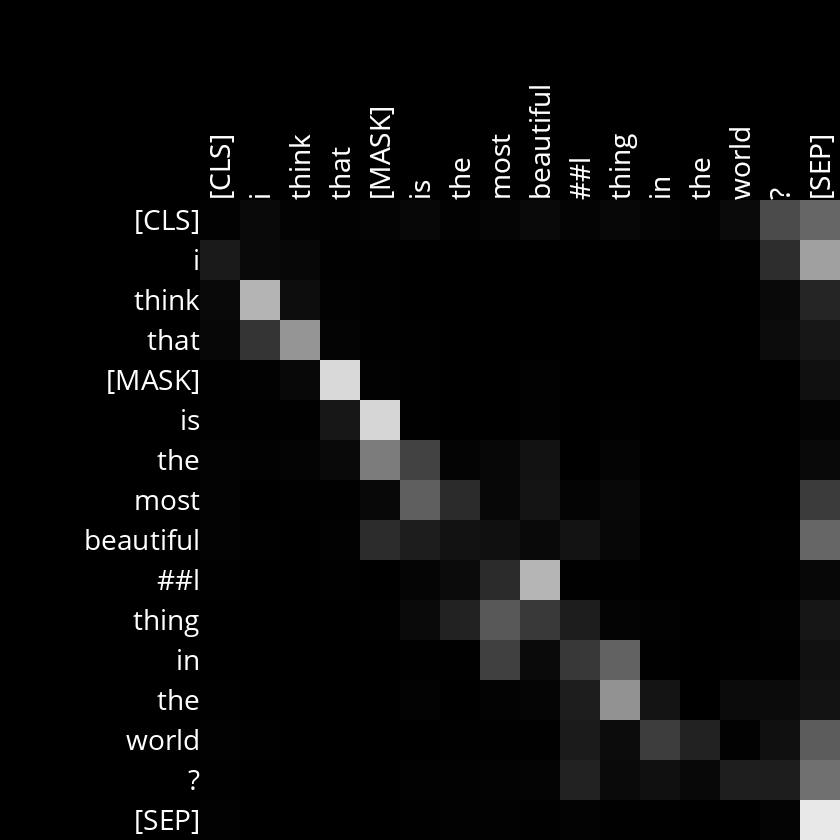 [CLS]
i
think
that
[MASK]
is
the
most
beautiful
##l
thing
in
the
world
?
[SEP]
[CLS]
i
think
that
[MASK]
is
the
most
beautiful
##l
thing
in
the
world
?
[SEP]